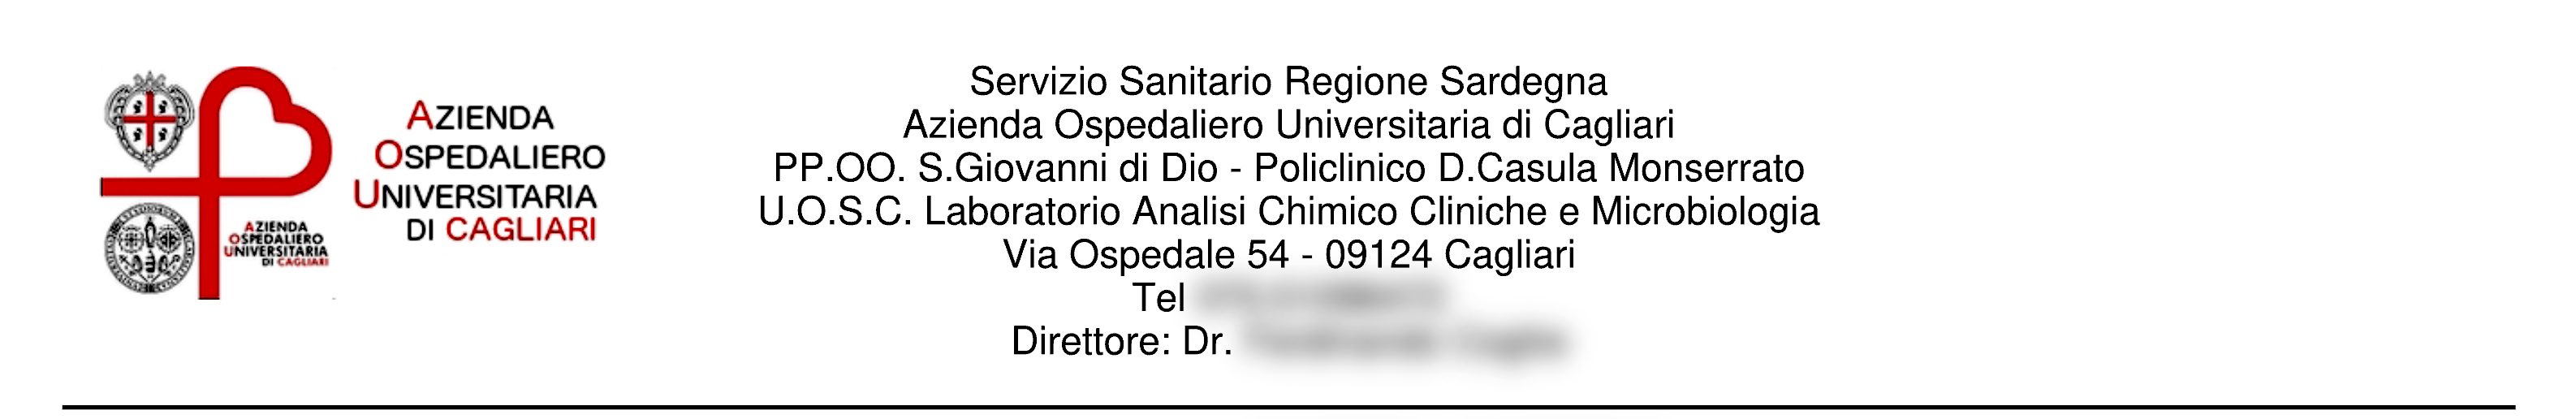 AZIENDA
OSPEDALIERO
UNIVERSITARIA
DI CAGLIARI
AZIENDA
OSPEDALIERO
UNIVERSITARIA
DI CAGLIARI
Servizio Sanitario Regione Sardegna
Azienda Ospedaliero Universitaria di Cagliari
PP.OO. S.Giovanni di Dio - Policlinico D.Casula Monserrato
U.O.S.C. Laboratorio Analisi Chimico Cliniche e Microbiologia
Via Ospedale 54 - 09124 Cagliari
Tel
Direttore: Dr.